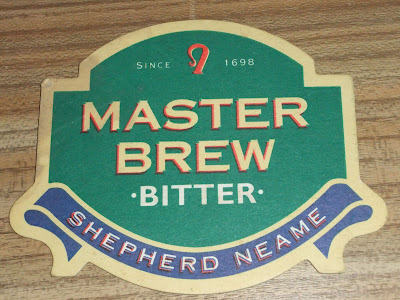 SINCE 1698
MASTER
BREW
·BITTER·
SHEPHERD NEAME